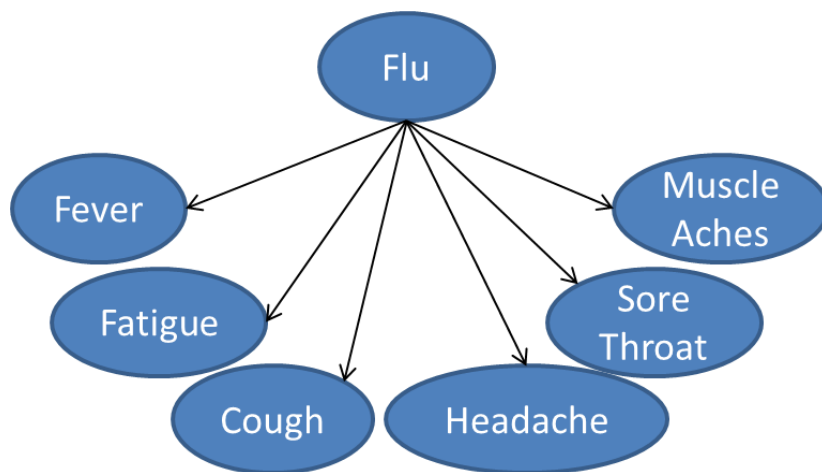 Flu
Fever
Muscle
Aches
Fatigue
Sore
Throat
Cough
Headache